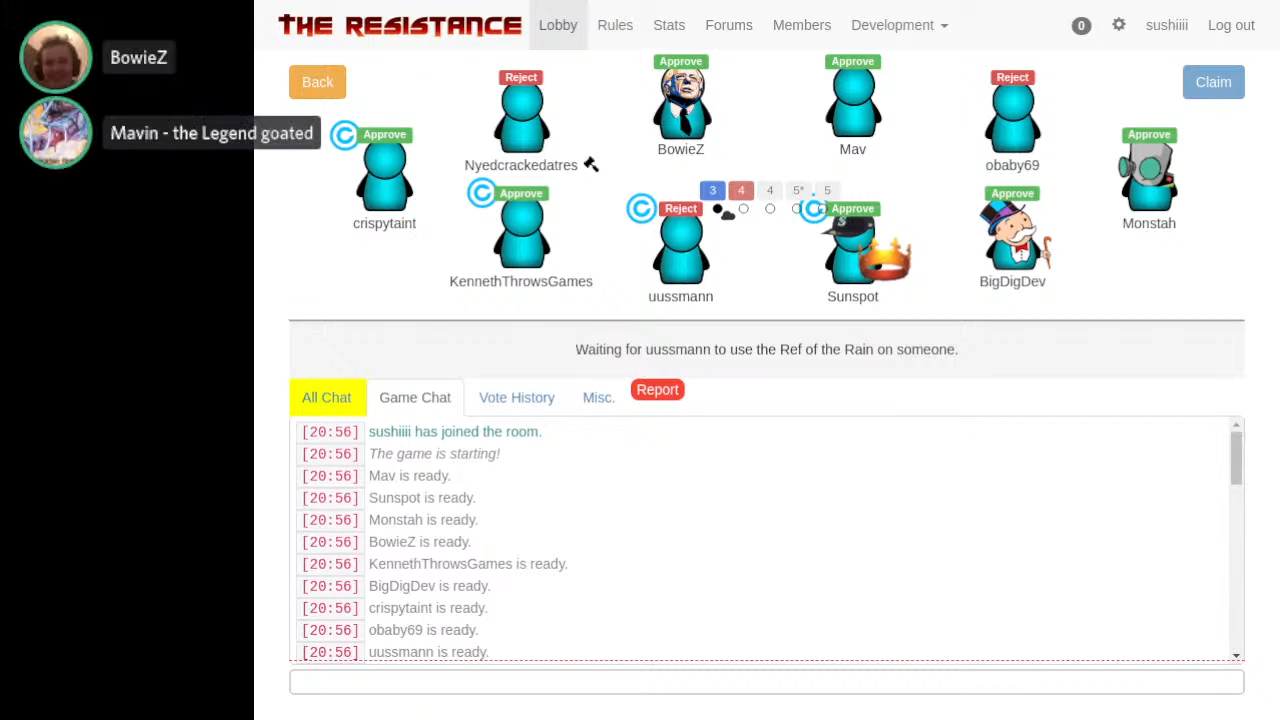 BowieZ
Mavin - the Legend goated
THE RESISTANCE
Lobby
Rules
Stats
Forums
Members
Development
0
sushiiii
Log out
Back
Claim
Approve
crispytaint
Reject
Nyedcrackedatres
Approve
BowieZ
Approve
Mav
Reject
obaby69
Approve
Monstah
Approve
KennethThrowsGames
Reject
uussmann
3 4 4 5* 5
Approve
Sunspot
Approve
BigDigDev
Waiting for uussmann to use the Ref of the Rain on someone.
All Chat
Game Chat
Vote History
Misc.
Report
[20:56] sushiiii has joined the room.
[20:56] The game is starting!
[20:56] Mav is ready.
[20:56] Sunspot is ready.
[20:56] Monstah is ready.
[20:56] BowieZ is ready.
[20:56] KennethThrowsGames is ready.
[20:56] BigDigDev is ready.
[20:56] crispytaint is ready.
[20:56] obaby69 is ready.
[20:56] uussmann is ready.